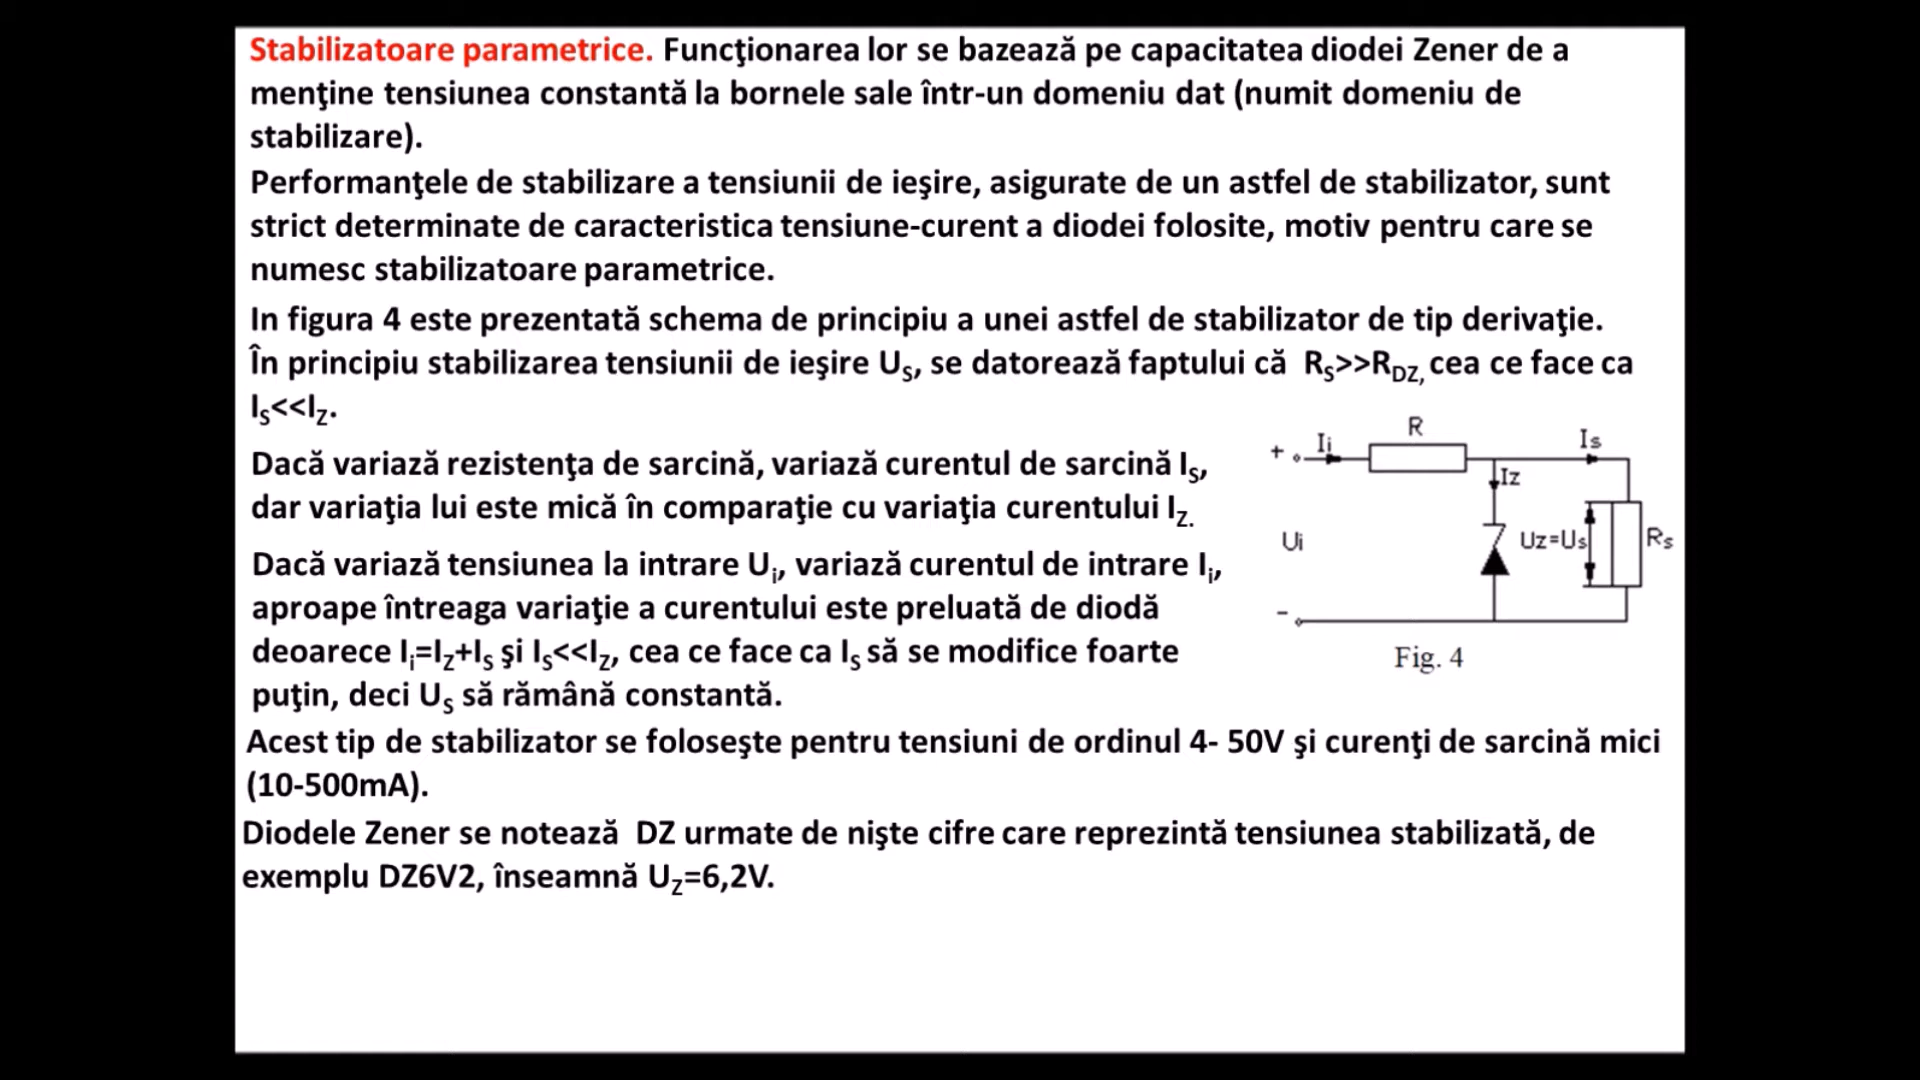 Stabilizatoare parametrice. Funcţionarea lor se bazează pe capacitatea diodei Zener de a
menţine tensiunea constantă la bornele sale într-un domeniu dat (numit domeniu de
stabilizare).
Performanţele de stabilizare a tensiunii de ieşire, asigurate de un astfel de stabilizator, sunt
strict determinate de caracteristica tensiune-curent a diodei folosite, motiv pentru care se
numesc stabilizatoare parametrice.
In figura 4 este prezentată schema de principiu a unei astfel de stabilizator de tip derivaţie.
În principiu stabilizarea tensiunii de ieşire US, se datorează faptului că RS>>RDZ, cea ce face ca
IS<<IZ.
Dacă variază rezistenţa de sarcină, variază curentul de sarcină IS,
dar variaţia lui este mică în comparaţie cu variaţia curentului IZ.
Dacă variază tensiunea la intrare Ui, variază curentul de intrare Ii,
aproape întreaga variaţie a curentului este preluată de diodă
deoarece Ii=IZ+IS şi IS<<IZ, cea ce face ca IS să se modifice foarte
puţin, deci US să rămână constantă.
R
+ Ii Is
Iz
Ui Uz=Us Rs
-
Fig. 4
Acest tip de stabilizator se foloseşte pentru tensiuni de ordinul 4- 50V şi curenţi de sarcină mici
(10-500mA).
Diodele Zener se notează DZ urmate de nişte cifre care reprezintă tensiunea stabilizată, de
exemplu DZ6V2, înseamnă UZ=6,2V.